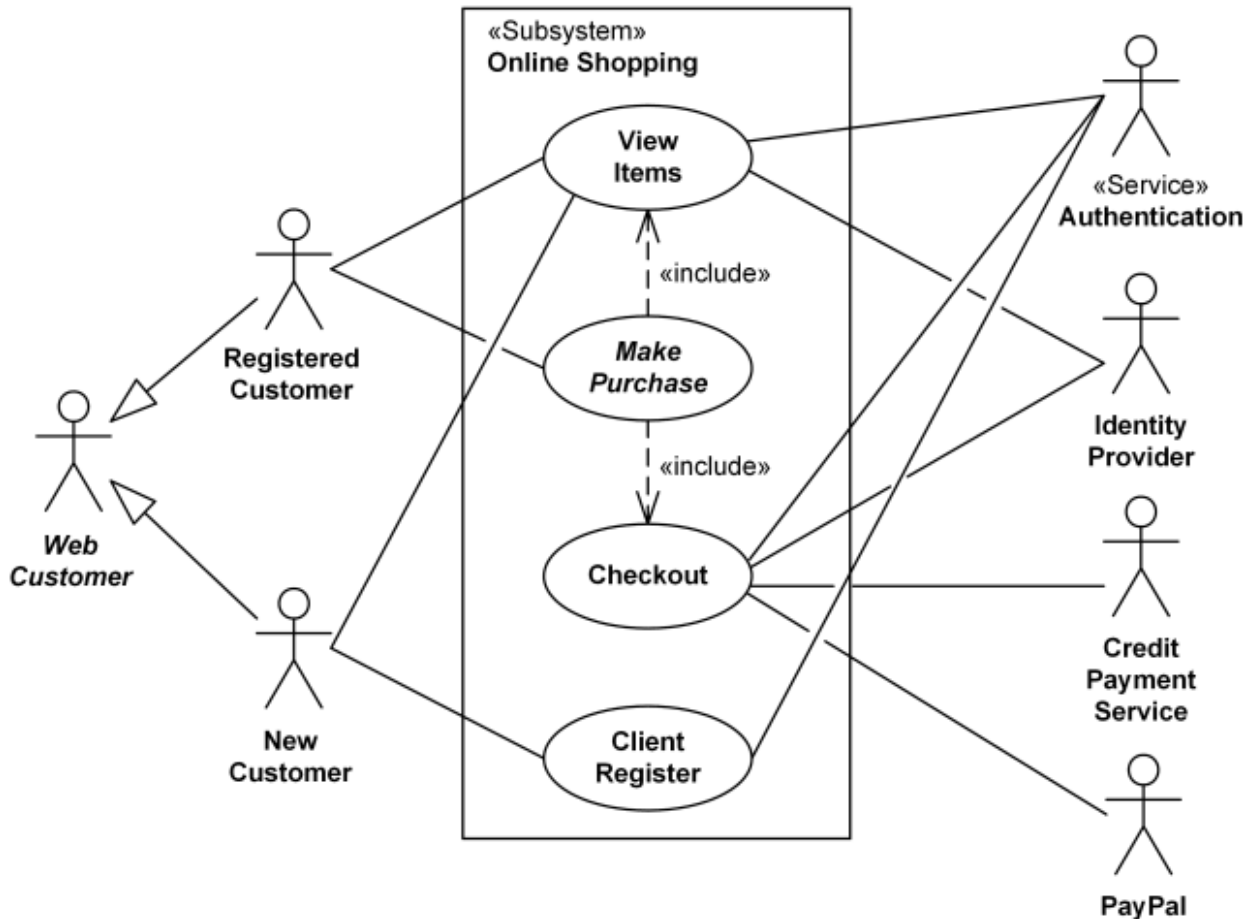 «Subsystem»
Online Shopping
View
Items
«include»
Make
Purchase
«include»
Checkout
Client
Register
Registered
Customer
Web
Customer
New
Customer
«Service»
Authentication
Identity
Provider
Credit
Payment
Service
PayPal